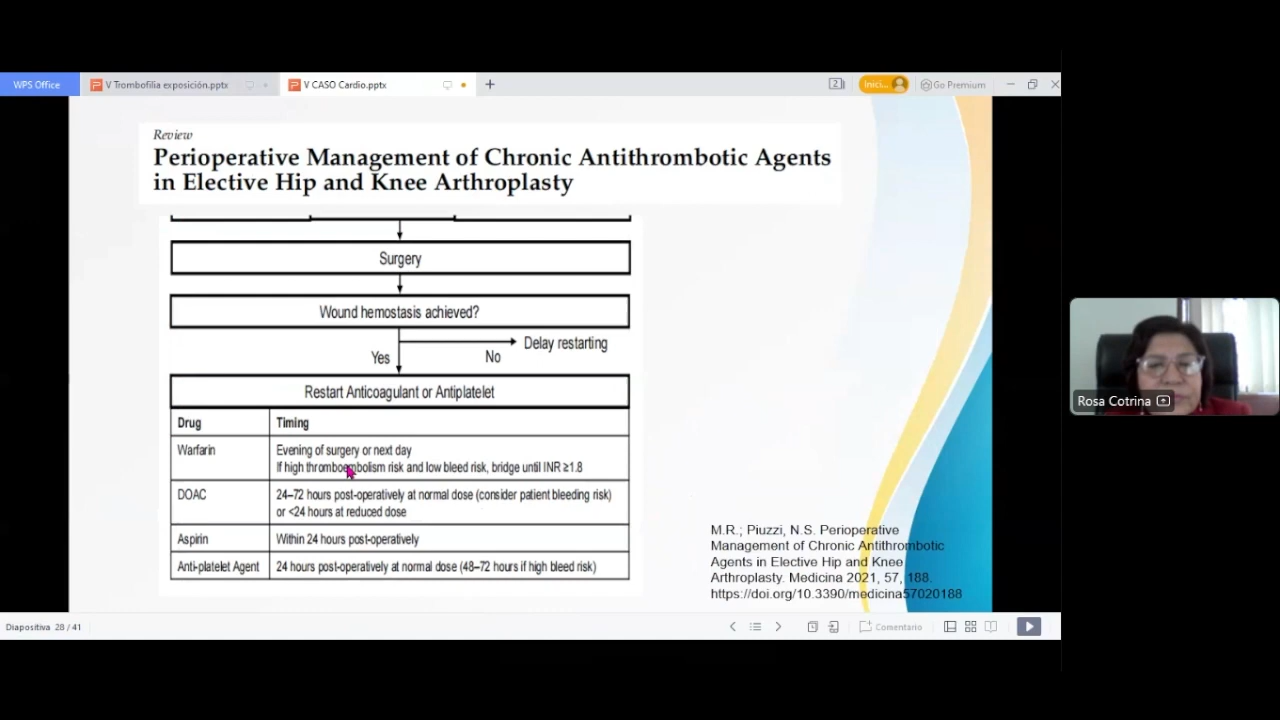 WPS Office
V Trombofilia exposición.pptx
V CASO Cardio.pptx
2
Inici...
Go Premium
Review
Perioperative Management of Chronic Antithrombotic Agents
in Elective Hip and Knee Arthroplasty
Surgery
Wound hemostasis achieved?
Yes
No
Delay restarting
Restart Anticoagulant or Antiplatelet
Drug
Timing
Warfarin
Evening of surgery or next day
If high thromboembolism risk and low bleed risk, bridge until INR ≥1.8
DOAC
24–72 hours post-operatively at normal dose (consider patient bleeding risk)
or <24 hours at reduced dose
Aspirin
Within 24 hours post-operatively
Anti-platelet Agent
24 hours post-operatively at normal dose (48–72 hours if high bleed risk)
M.R.; Piuzzi, N.S. Perioperative
Management of Chronic Antithrombotic
Agents in Elective Hip and Knee
Arthroplasty. Medicina 2021, 57, 188.
https://doi.org/10.3390/medicina57020188
Rosa Cotrina
Diapositiva 28 / 41
Comentario